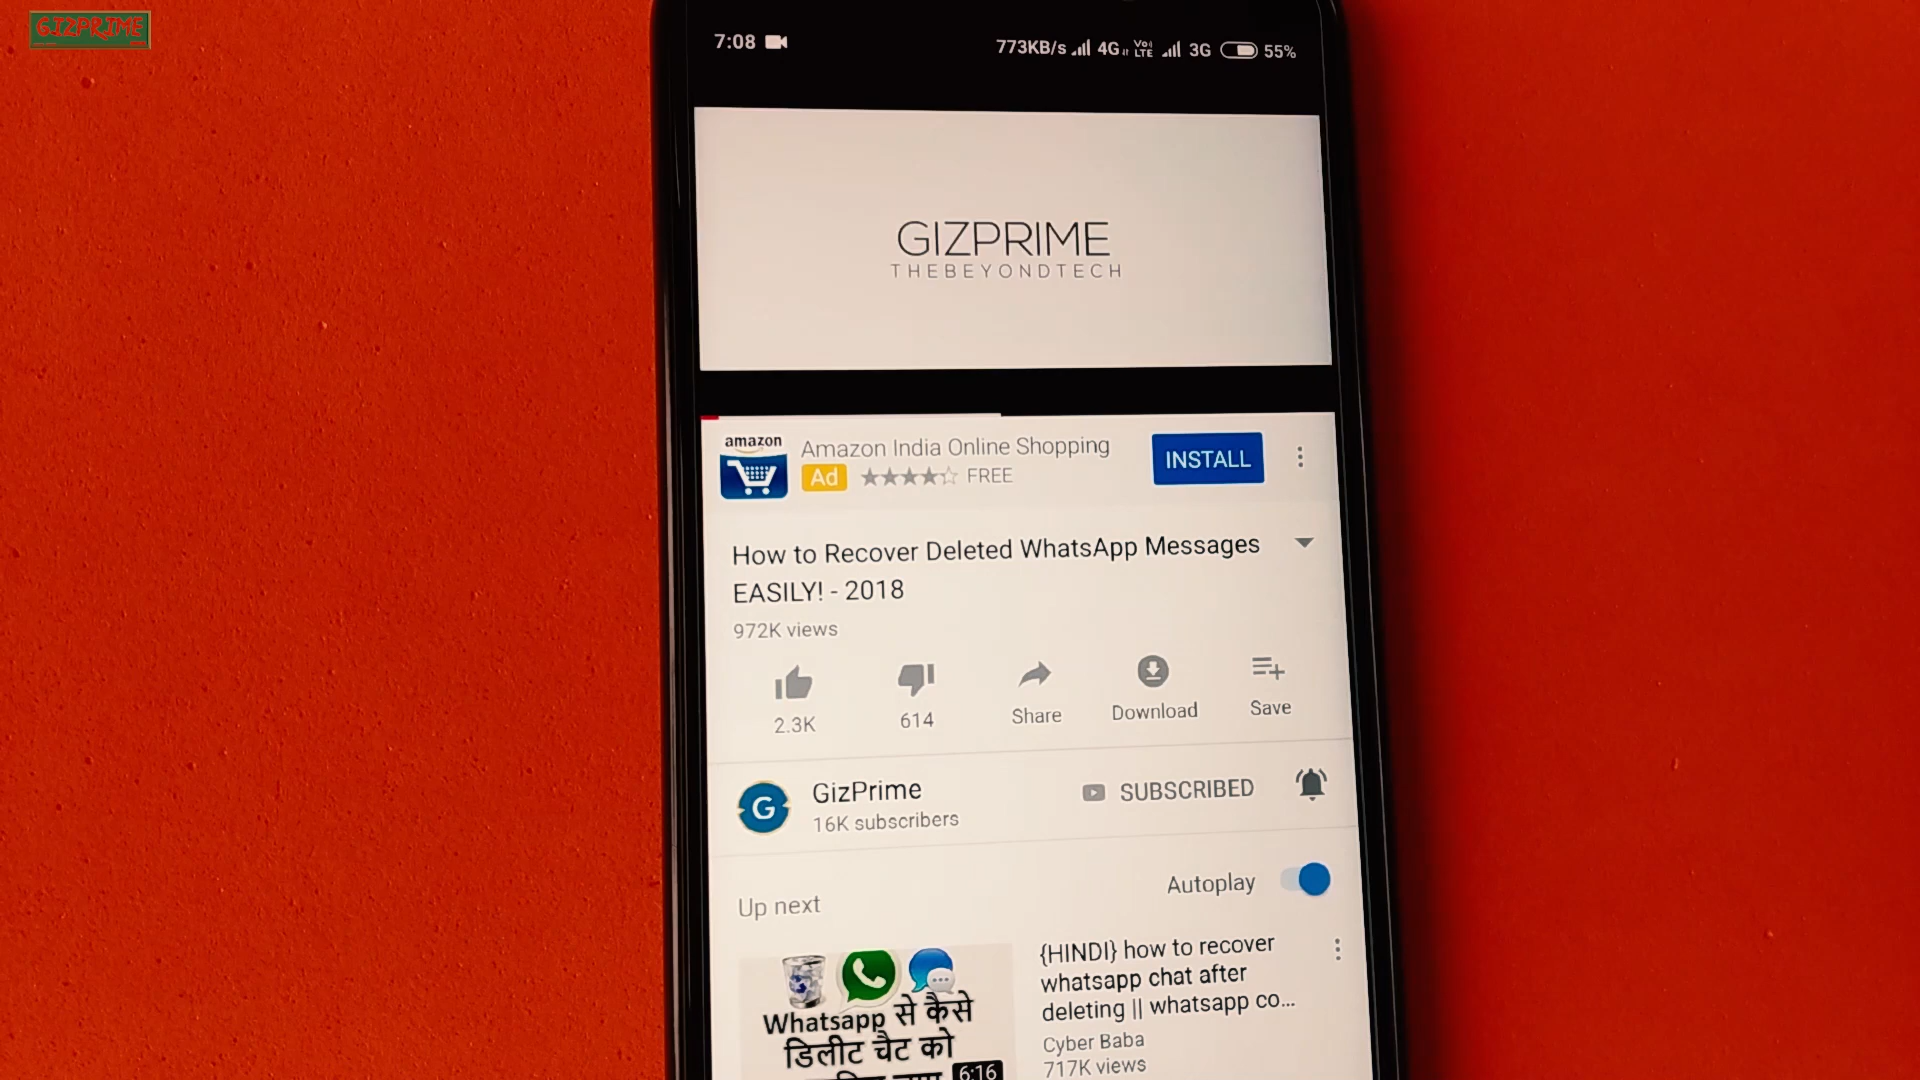 GIZPRIME
7:08
773KB/s 4G Vo) LTE 3G 55%
GIZPRIME
THEBEYONDTECH
amazon
Amazon India Online Shopping
Ad FREE
INSTALL
How to Recover Deleted WhatsApp Messages
EASILY! - 2018
972K views
2.3K
614
Share
Download
Save
G
GizPrime
16K subscribers
SUBSCRIBED
Up next
Autoplay
Whatsapp से कैसे
डिलीट चैट को
6:16
{HINDI} how to recover
whatsapp chat after
deleting || whatsapp co...
Cyber Baba
717K views